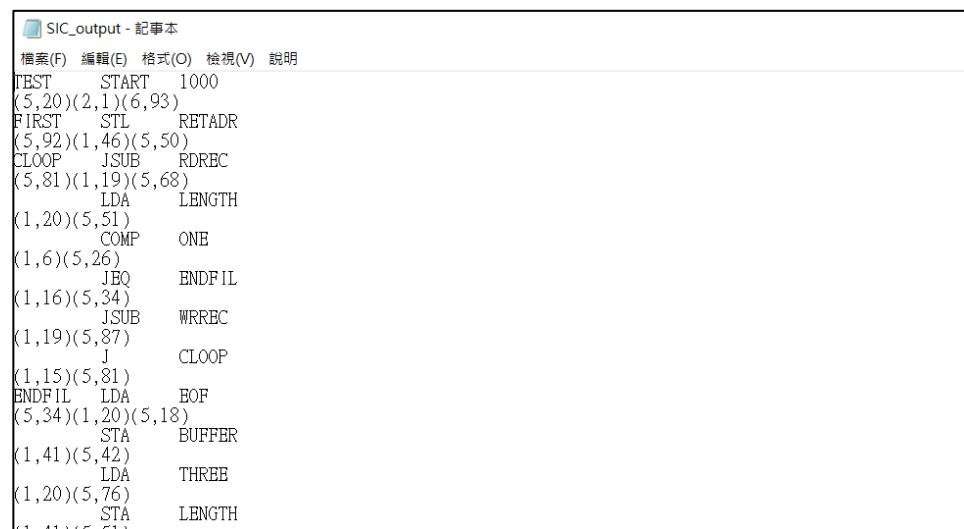 SIC_output - 記事本
檔案(F) 編輯(E) 格式(O) 檢視(V) 說明
TEST START 1000
(5,20)(2,1)(6,93)
FIRST STL RETADR
(5,92)(1,46)(5,50)
CLOOP JSUB RDREC
(5,81)(1,19)(5,68)
LDA LENGTH
(1,20)(5,51)
COMP ONE
(1,6)(5,26)
JEQ ENDFIL
(1,16)(5,34)
JSUB WRREC
(1,19)(5,87)
J CLOOP
(1,15)(5,81)
ENDFIL LDA EOF
(5,34)(1,20)(5,18)
STA BUFFER
(1,41)(5,42)
LDA THREE
(1,20)(5,76)
STA LENGTH